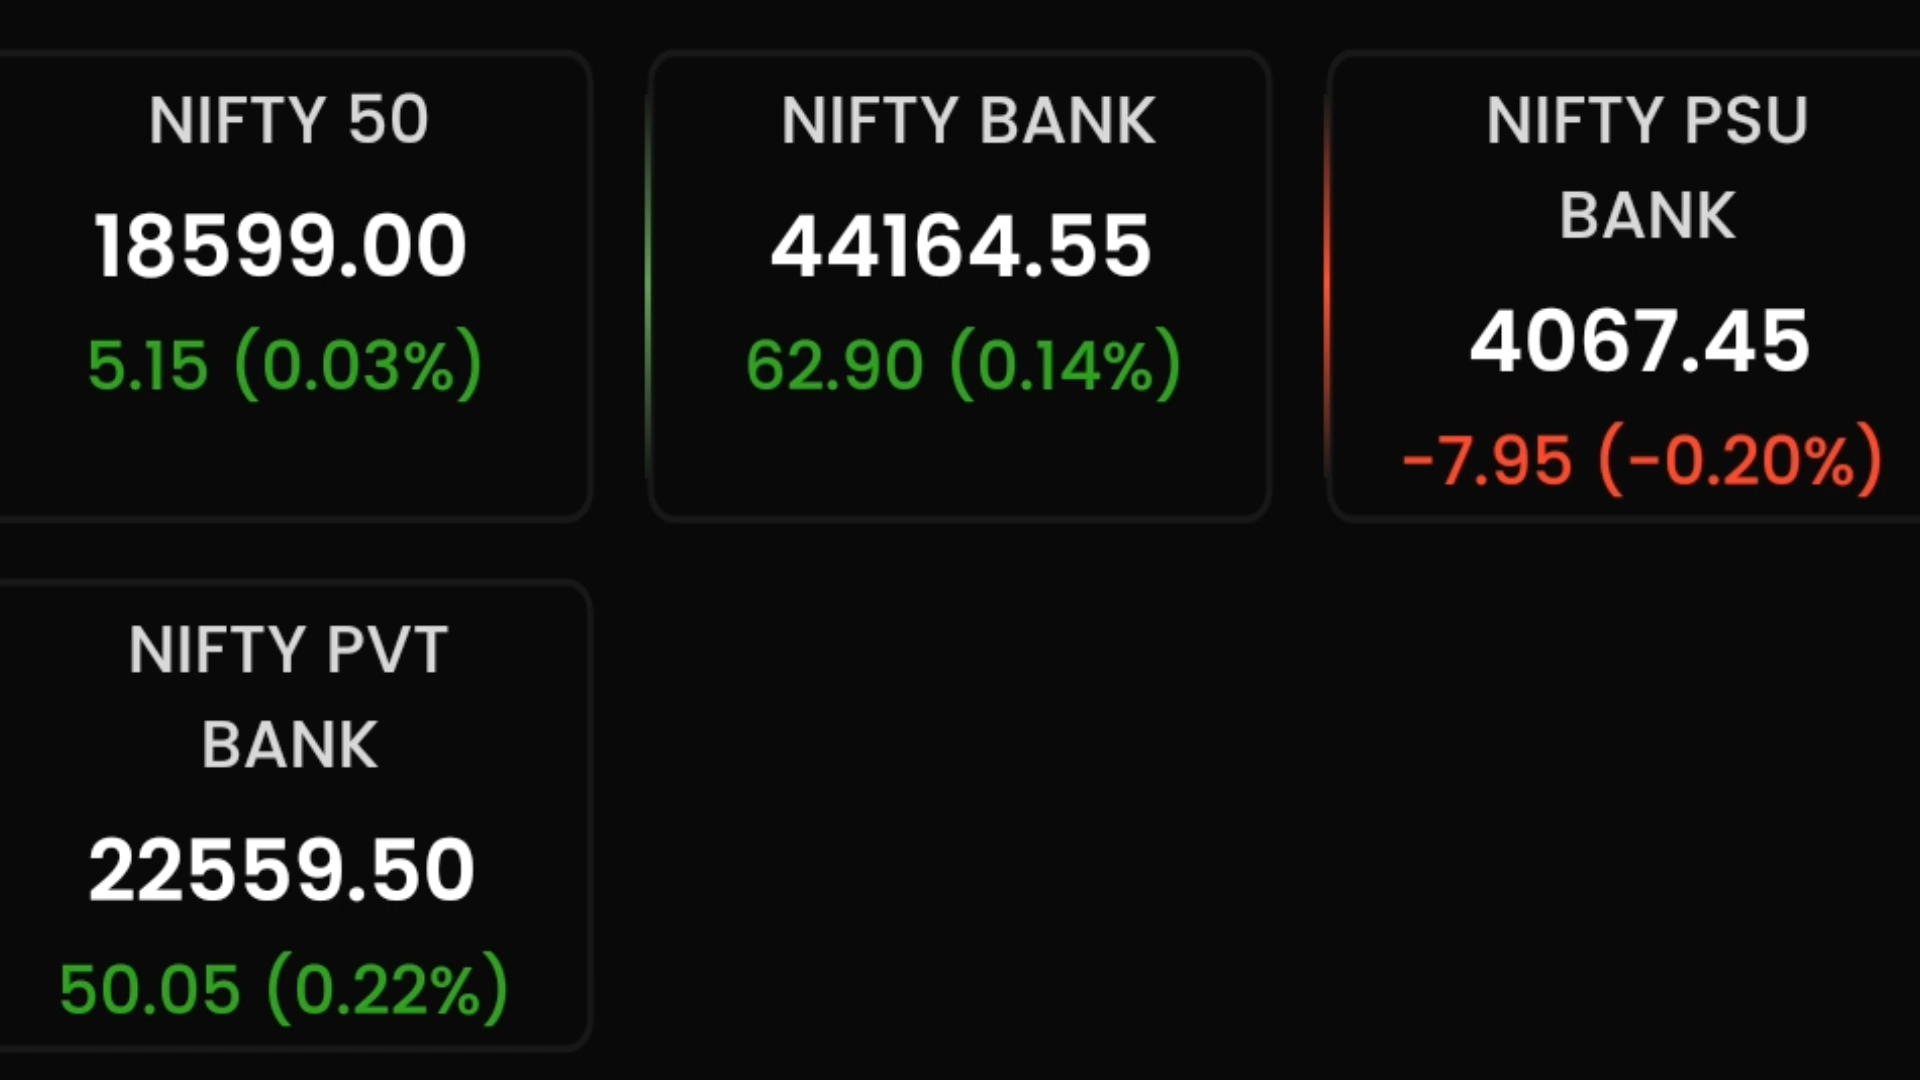 NIFTY 50
18599.00
5.15 (0.03%)
NIFTY BANK
44164.55
62.90 (0.14%)
NIFTY PSU
BANK
4067.45
-7.95 (-0.20%)
NIFTY PVT
BANK
22559.50
50.05 (0.22%)